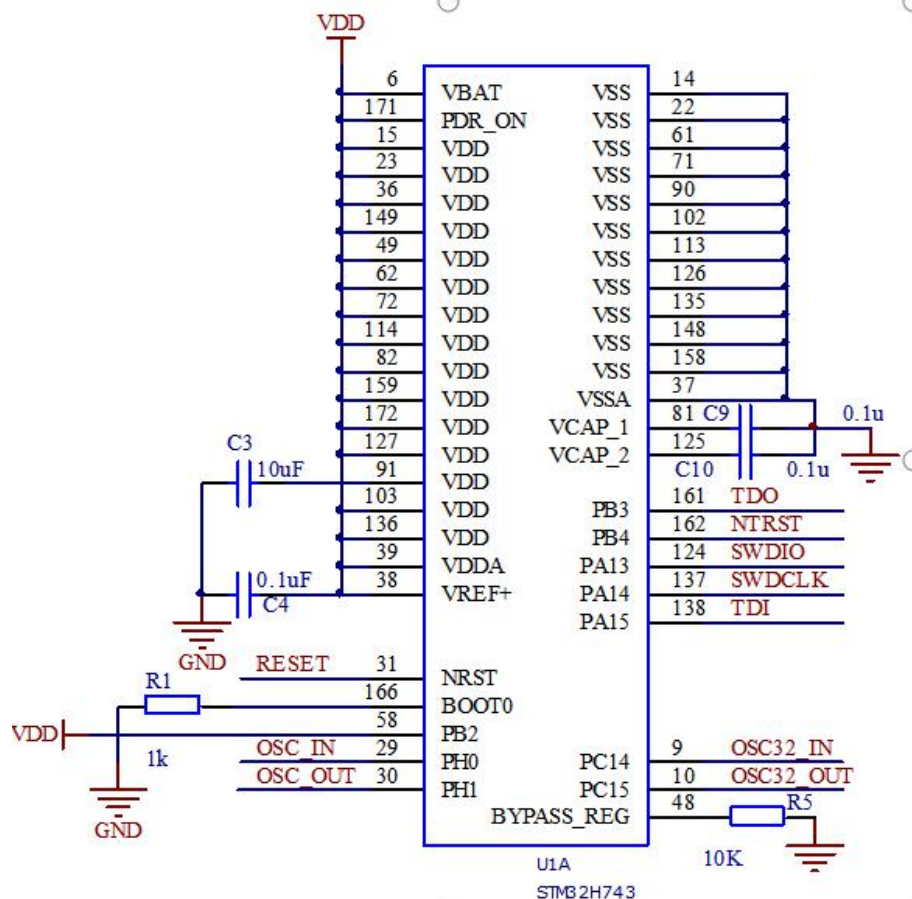 VDD
6 VBAT VSS 14
171 PDR_ON VSS 22
15 VDD VSS 61
23 VDD VSS 71
36 VDD VSS 90
149 VDD VSS 102
49 VDD VSS 113
62 VDD VSS 126
72 VDD VSS 135
114 VDD VSS 148
82 VDD VSS 158
159 VDD VSSA 37
172 VDD VCAP_1 81 C9 0.1u
127 VDD VCAP_2 125 C10 0.1u
C3 10uF 91 VDD
103 VDD PB3 161 TDO
136 VDD PB4 162 NTRST
39 VDDA PA13 124 SWDIO
0.1uF C4 38 VREF+ PA14 137 SWDCLK
PA15 138 TDI
GND
RESET 31 NRST
R1 1k 166 BOOT0
VDD 58 PB2
OSC_IN 29 PH0 PC14 9 OSC32_IN
OSC_OUT 30 PH1 PC15 10 OSC32_OUT
GND
BYPASS_REG 48 R5 10K
U1A
STM32H743